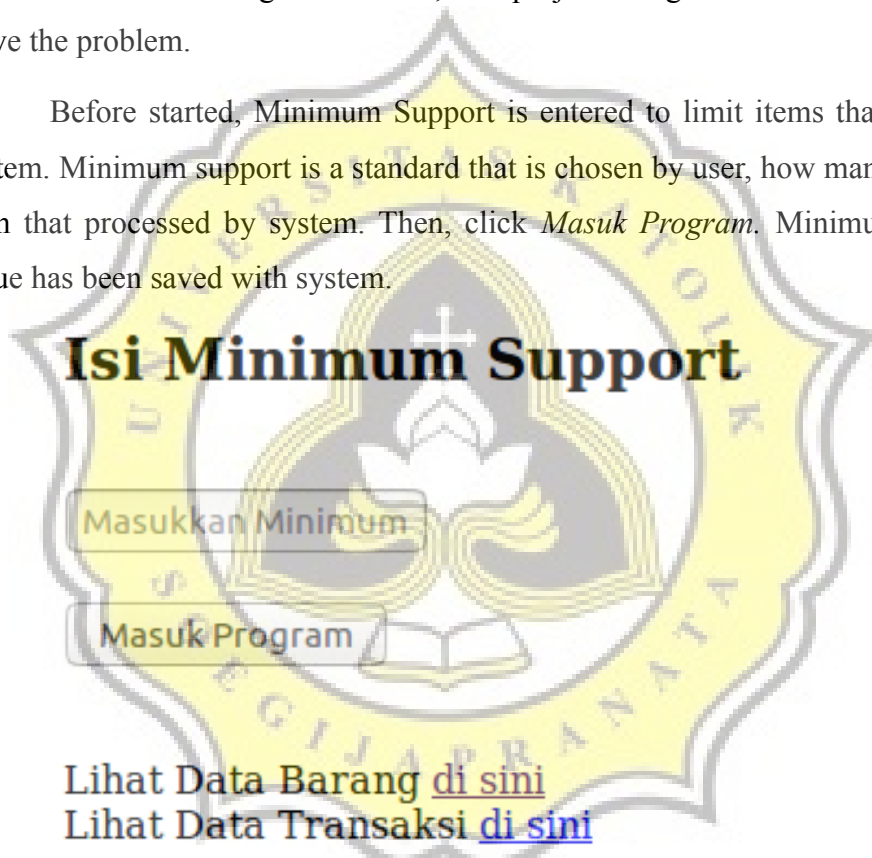 ve the problem.
Before started, Minimum Support is entered to limit items tha
tem. Minimum support is a standard that is chosen by user, how man
n that processed by system. Then, click Masuk Program. Minimu
ue has been saved with system.
UNIVERSITAS KATOLIK
Isi Minimum Support
Masukkan Minimum
Masuk Program
SOEGIJAPRANATA
Lihat Data Barang di sini
Lihat Data Transaksi di sini